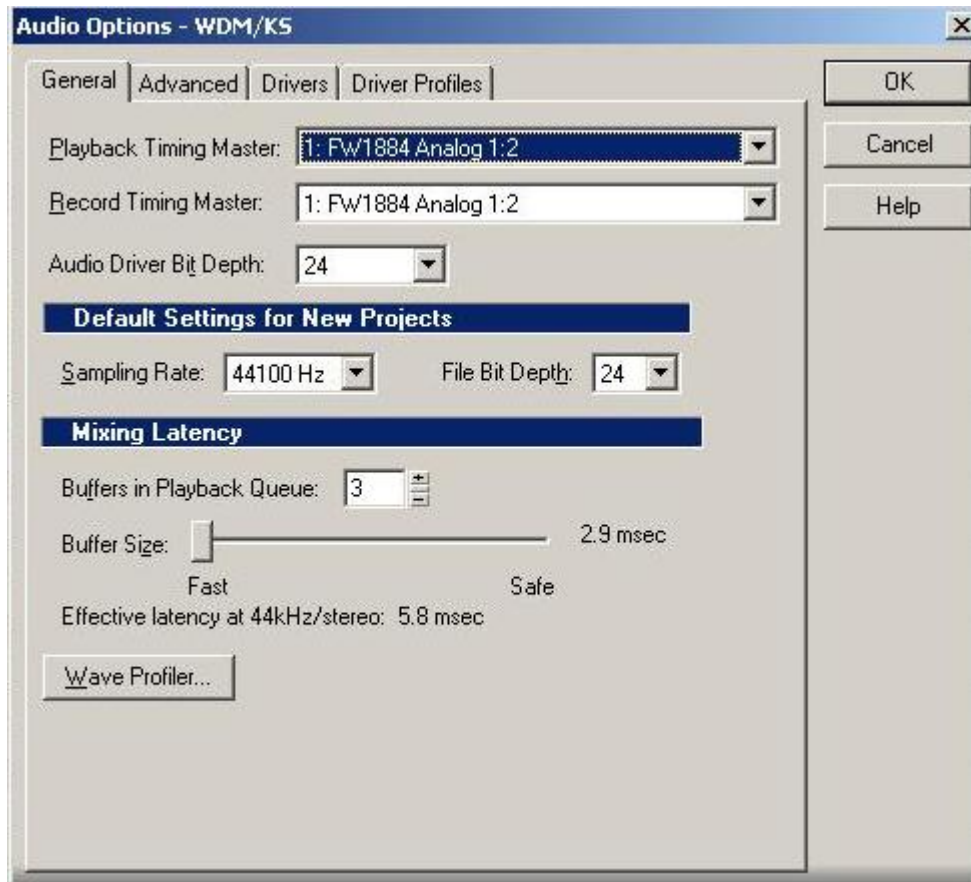 Audio Options - WDM/KS
General Advanced Drivers Driver Profiles
OK
Cancel
Help
Playback Timing Master: 1: FW1884 Analog 1:2
Record Timing Master: 1: FW1884 Analog 1:2
Audio Driver Bit Depth: 24
Default Settings for New Projects
Sampling Rate: 44100 Hz File Bit Depth: 24
Mixing Latency
Buffers in Playback Queue: 3
Buffer Size: 2.9 msec
Fast Safe
Effective latency at 44kHz/stereo: 5.8 msec
Wave Profiler...